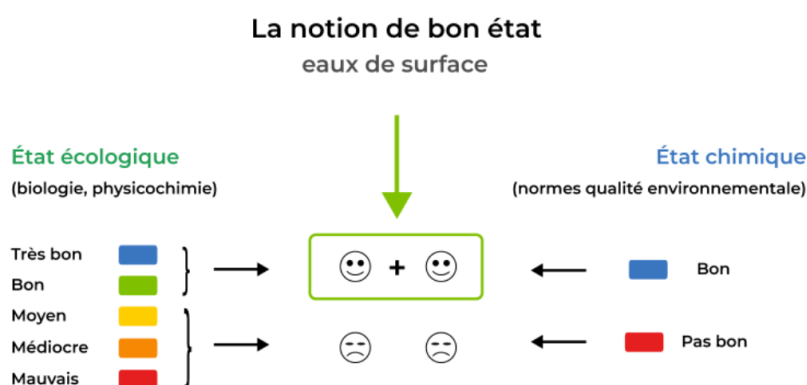 La notion de bon état
eaux de surface
État écologique
(biologie, physicochimie)
État chimique
(normes qualité environnementale)
Très bon
Bon
Moyen
Médiocre
Mauvais
+
Bon
Pas bon